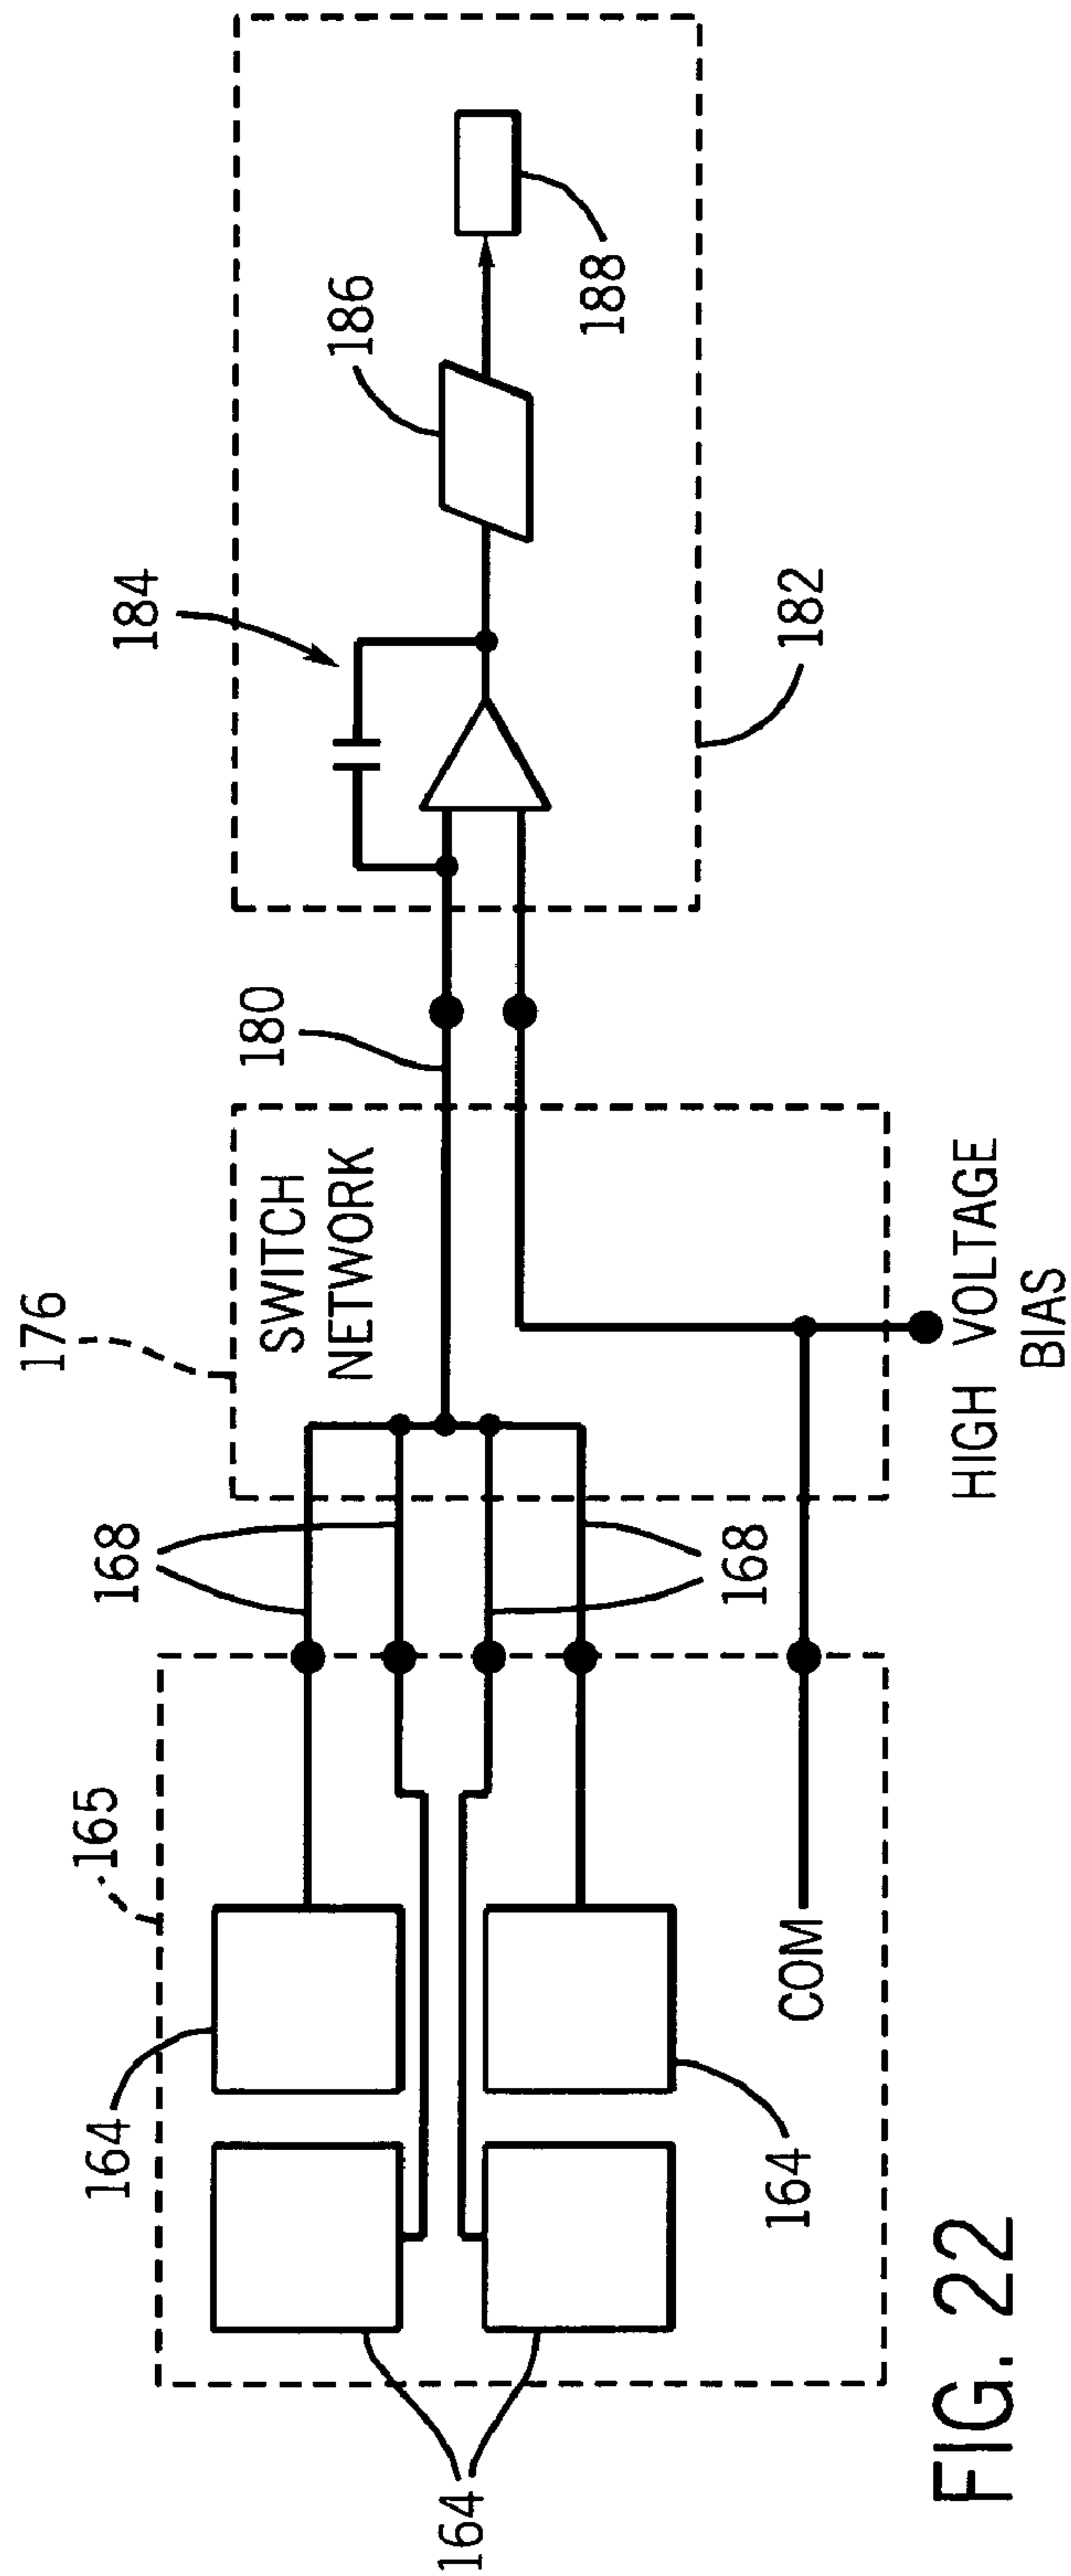 176
SWITCH
NETWORK
180
184
186
188
182
168
168
165
164
164
164
COM
HIGH VOLTAGE
BIAS
FIG. 22